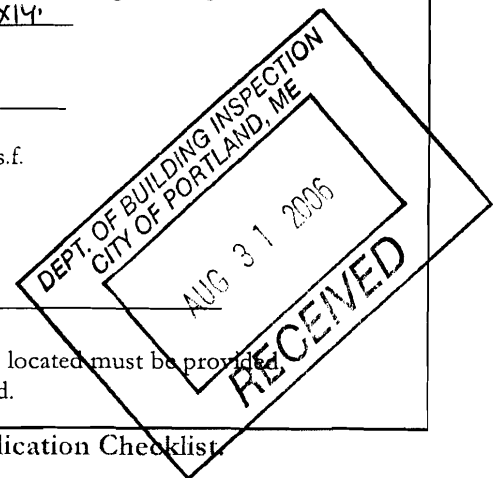 X14'
s.f.
DEPT. OF BUILDING INSPECTION
CITY OF PORTLAND, ME
AUG 31 2006
RECEIVED
located must be provided,
d.
lication Checklist.